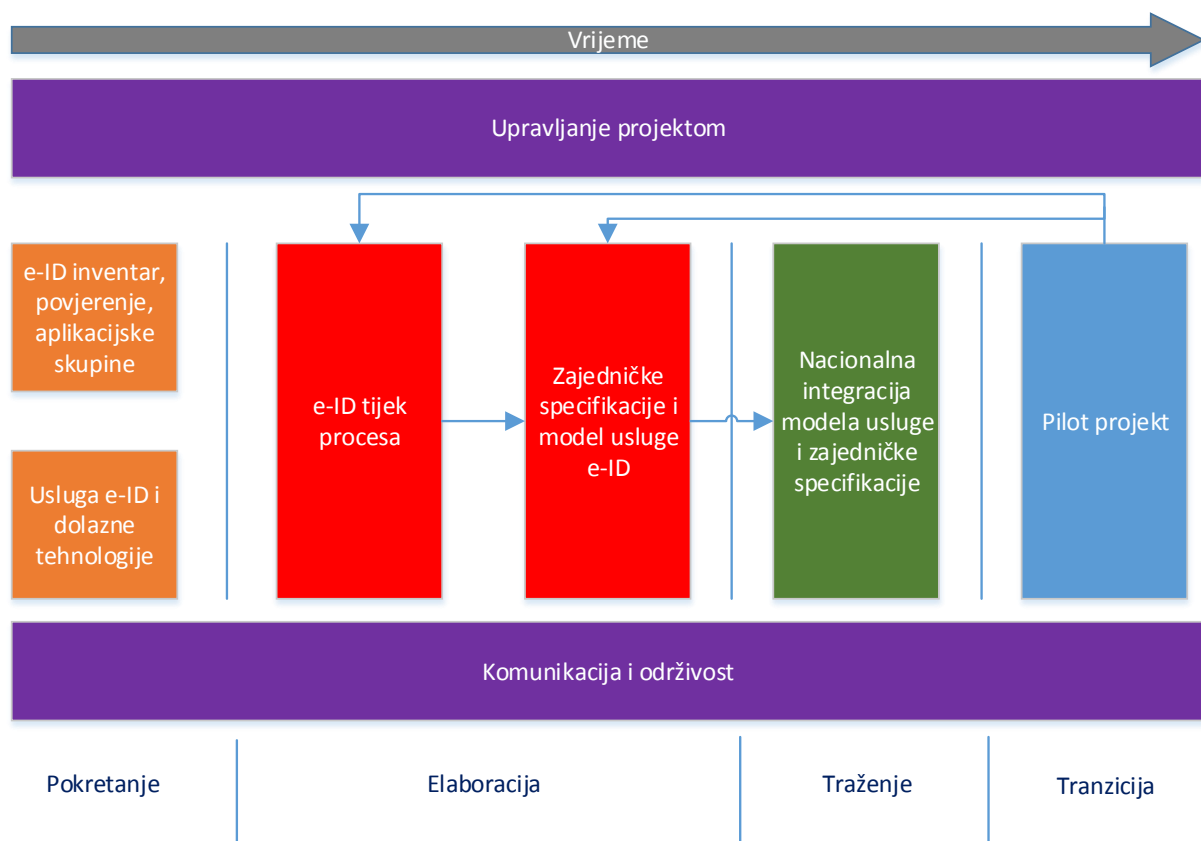 Vrijeme
Upravljanje projektom
e-ID inventar,
povjerenje,
aplikacijske
skupine
Usluga e-ID i
dolazne
tehnologije
e-ID tijek
procesa
Zajedničke
specifikacije i
model usluge
e-ID
Nacionalna
integracija
modela usluge
i zajedničke
specifikacije
Pilot projekt
Komunikacija i održivost
Pokretanje
Elaboracija
Traženje
Tranzicija